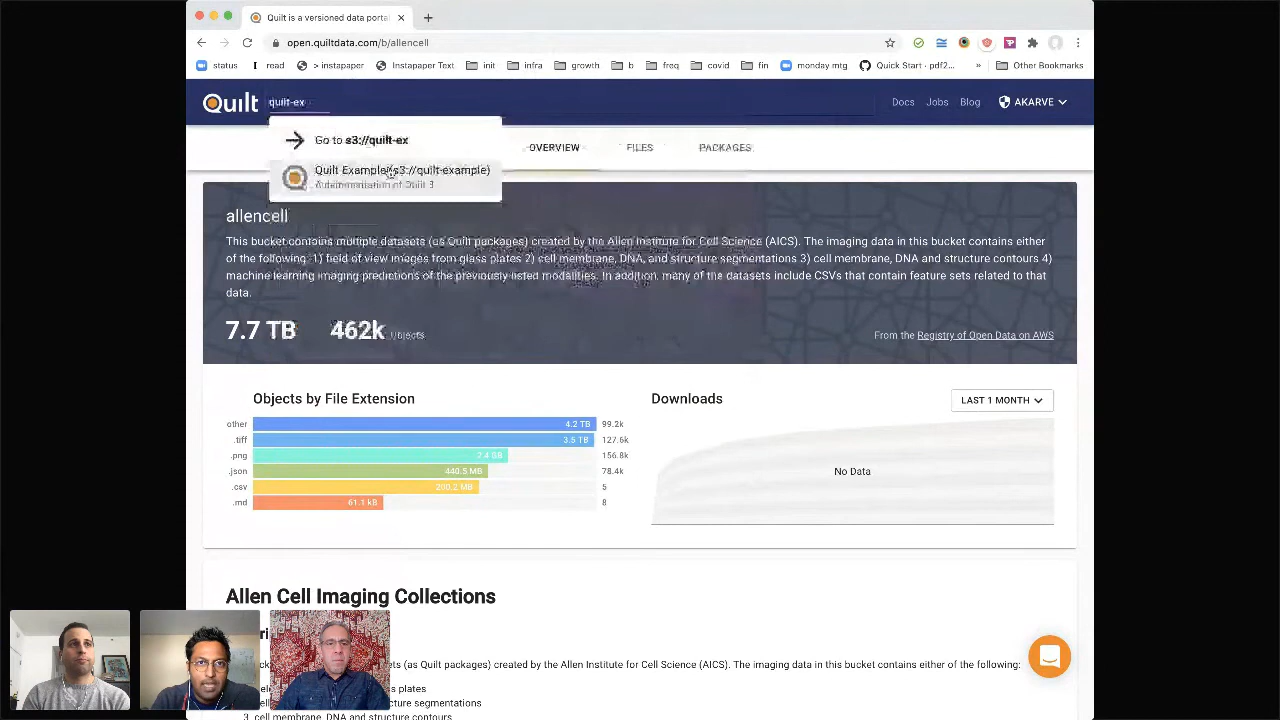 Quilt is a versioned data porta
open.quiltdata.com/b/allencell
status
read
> instapaper
Instapaper Text
init
infra
growth
b
freq
covid
fin
monday mtg
Quick Start · pdf2...
»
Other Bookmarks
Quilt
quilt-ex
Docs
Jobs
Blog
AKARVE
Go to s3://quilt-ex
Quilt Example (s3://quilt-example)
A demonstration of Quilt 3
OVERVIEW
FILES
PACKAGES
allencell
This bucket contains multiple datasets (as Quilt packages) created by the Allen Institute for Cell Science (AICS). The imaging data in this bucket contains either
of the following: 1) field of view images from glass plates 2) cell membrane, DNA, and structure segmentations 3) cell membrane, DNA and structure contours 4)
machine learning imaging predictions of the previously listed modalities. In addition, many of the datasets include CSVs that contain feature sets related to that
data.
7.7 TB
462k
Objects
From the Registry of Open Data on AWS
Objects by File Extension
Downloads
LAST 1 MONTH
other 4.2 TB 99.2k
.tiff 3.5 TB 127.6k
.png 2.4 GB 156.8k
.json 440.5 MB 78.4k
.csv 200.2 MB 5
.md 61.1 kB 8
No Data
Allen Cell Imaging Collections
ts (as Quilt packages) created by the Allen Institute for Cell Science (AICS). The imaging data in this bucket contains either of the following:
s plates
cture segmentations
3. cell membrane, DNA and structure contours